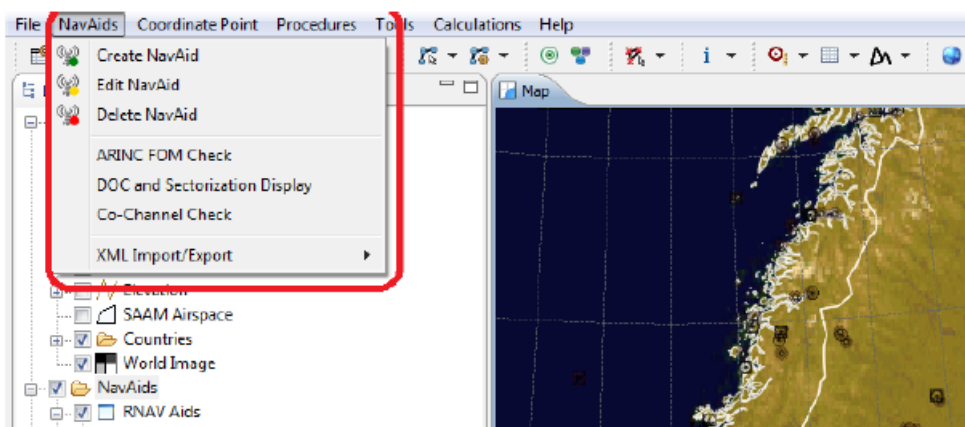 File NavAids Coordinate Point Procedures Tools Calculations Help
Create NavAid
Edit NavAid
Delete NavAid
ARINC FOM Check
DOC and Sectorization Display
Co-Channel Check
XML Import/Export
Map
Elevation
SAAM Airspace
Countries
World Image
NavAids
RNAV Aids